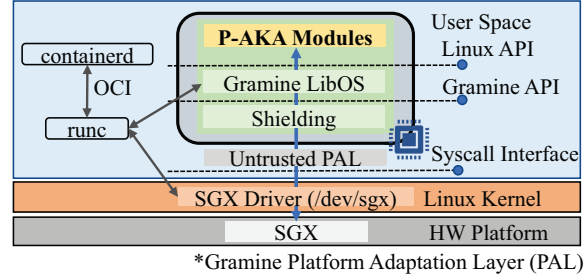 User Space
P-AKA Modules
Linux API
containerd
Gramine LibOS
Gramine API
OCI
runc
Shielding
Untrusted PAL
Syscall Interface
SGX Driver (/dev/sgx)
Linux Kernel
SGX
HW Platform
*Gramine Platform Adaptation Layer (PAL)